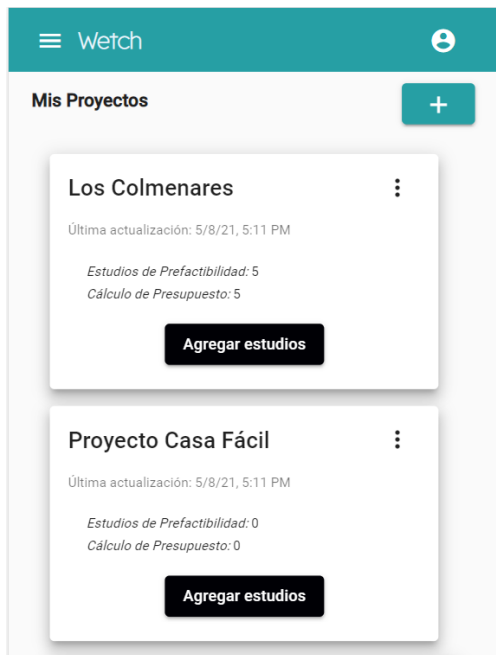 Wetch
Mis Proyectos
+
Los Colmenares
Última actualización: 5/8/21, 5:11 PM
Estudios de Prefactibilidad: 5
Cálculo de Presupuesto: 5
Agregar estudios
Proyecto Casa Fácil
Última actualización: 5/8/21, 5:11 PM
Estudios de Prefactibilidad: 0
Cálculo de Presupuesto: 0
Agregar estudios